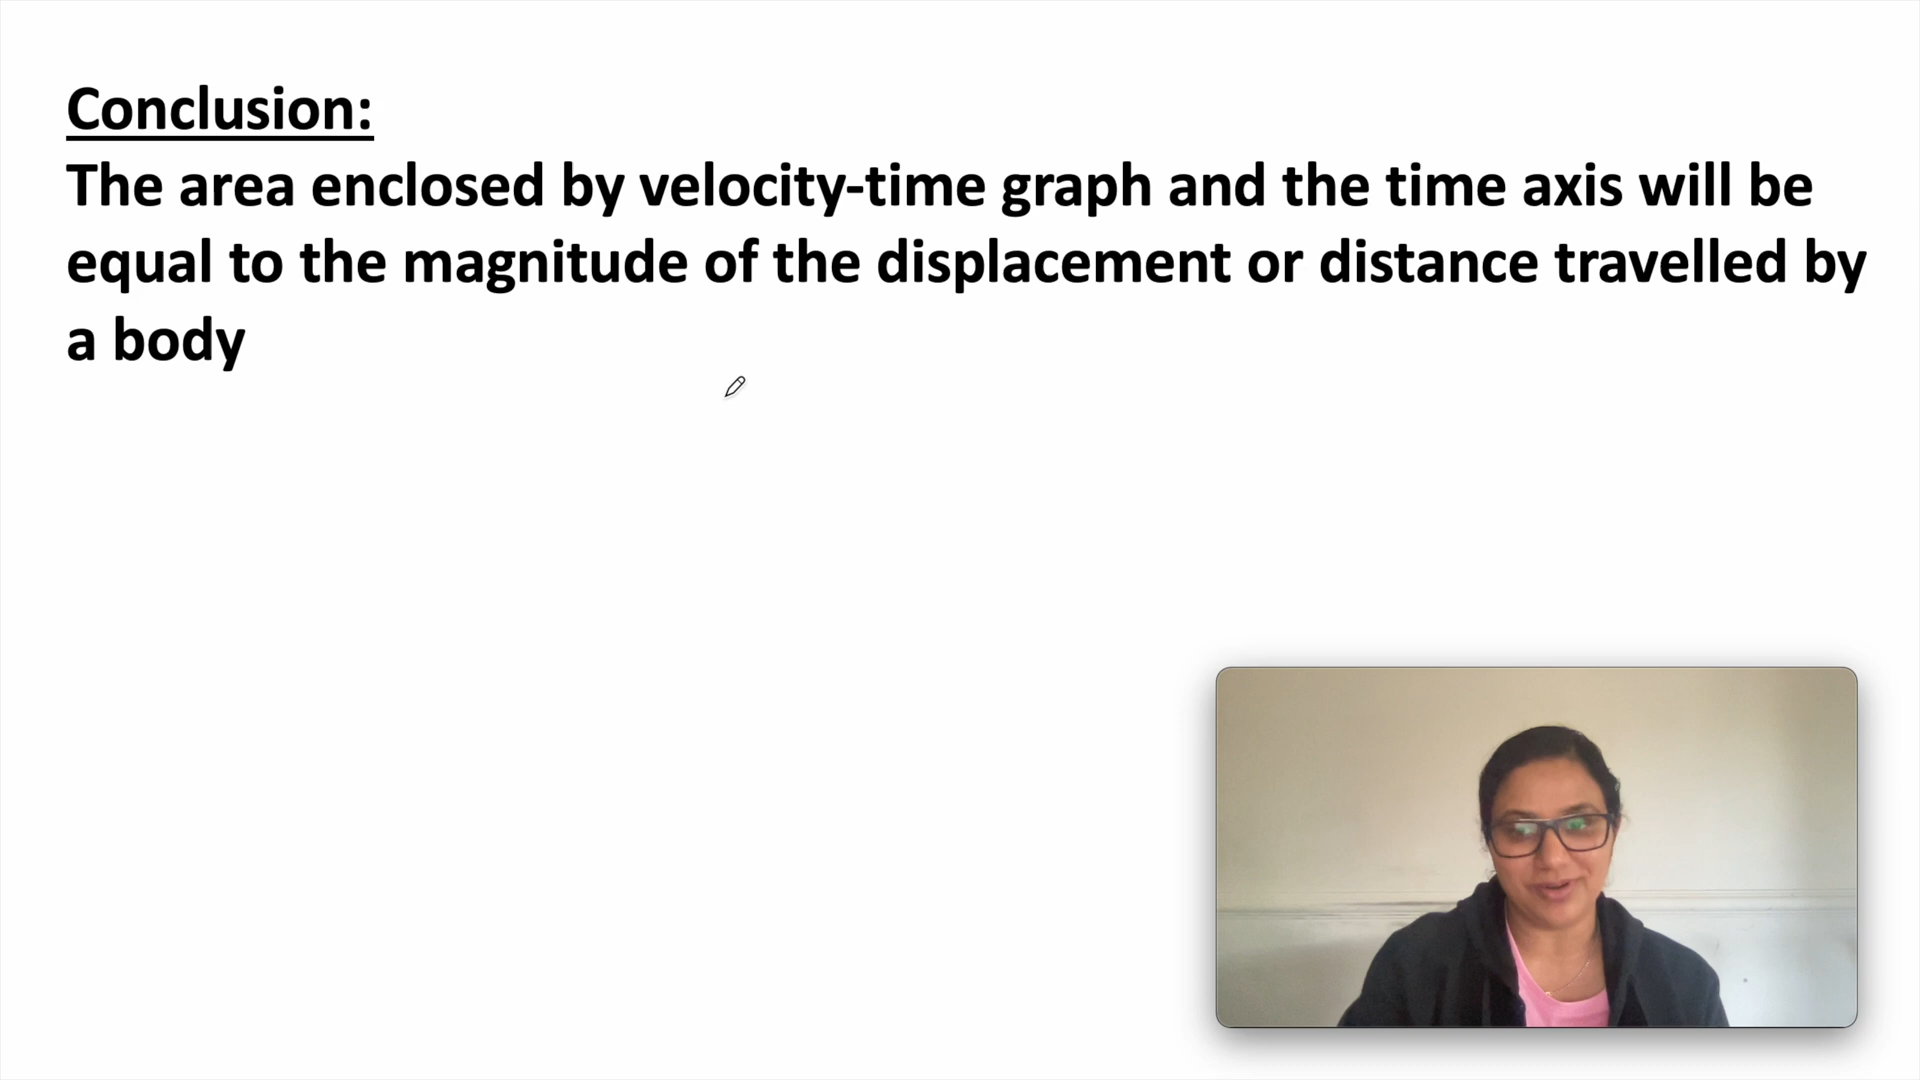 Conclusion:
The area enclosed by velocity-time graph and the time axis will be
equal to the magnitude of the displacement or distance travelled by
a body